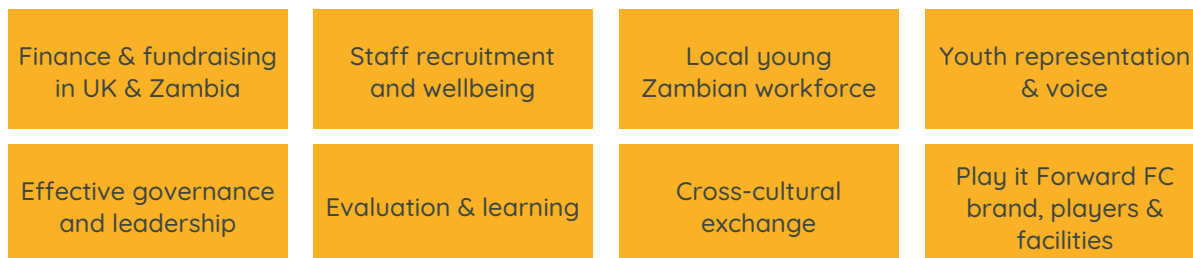 Finance & fundraising
in UK & Zambia
Staff recruitment
and wellbeing
Local young
Zambian workforce
Youth representation
& voice
Effective governance
and leadership
Evaluation & learning
Cross-cultural
exchange
Play it Forward FC
brand, players &
facilities